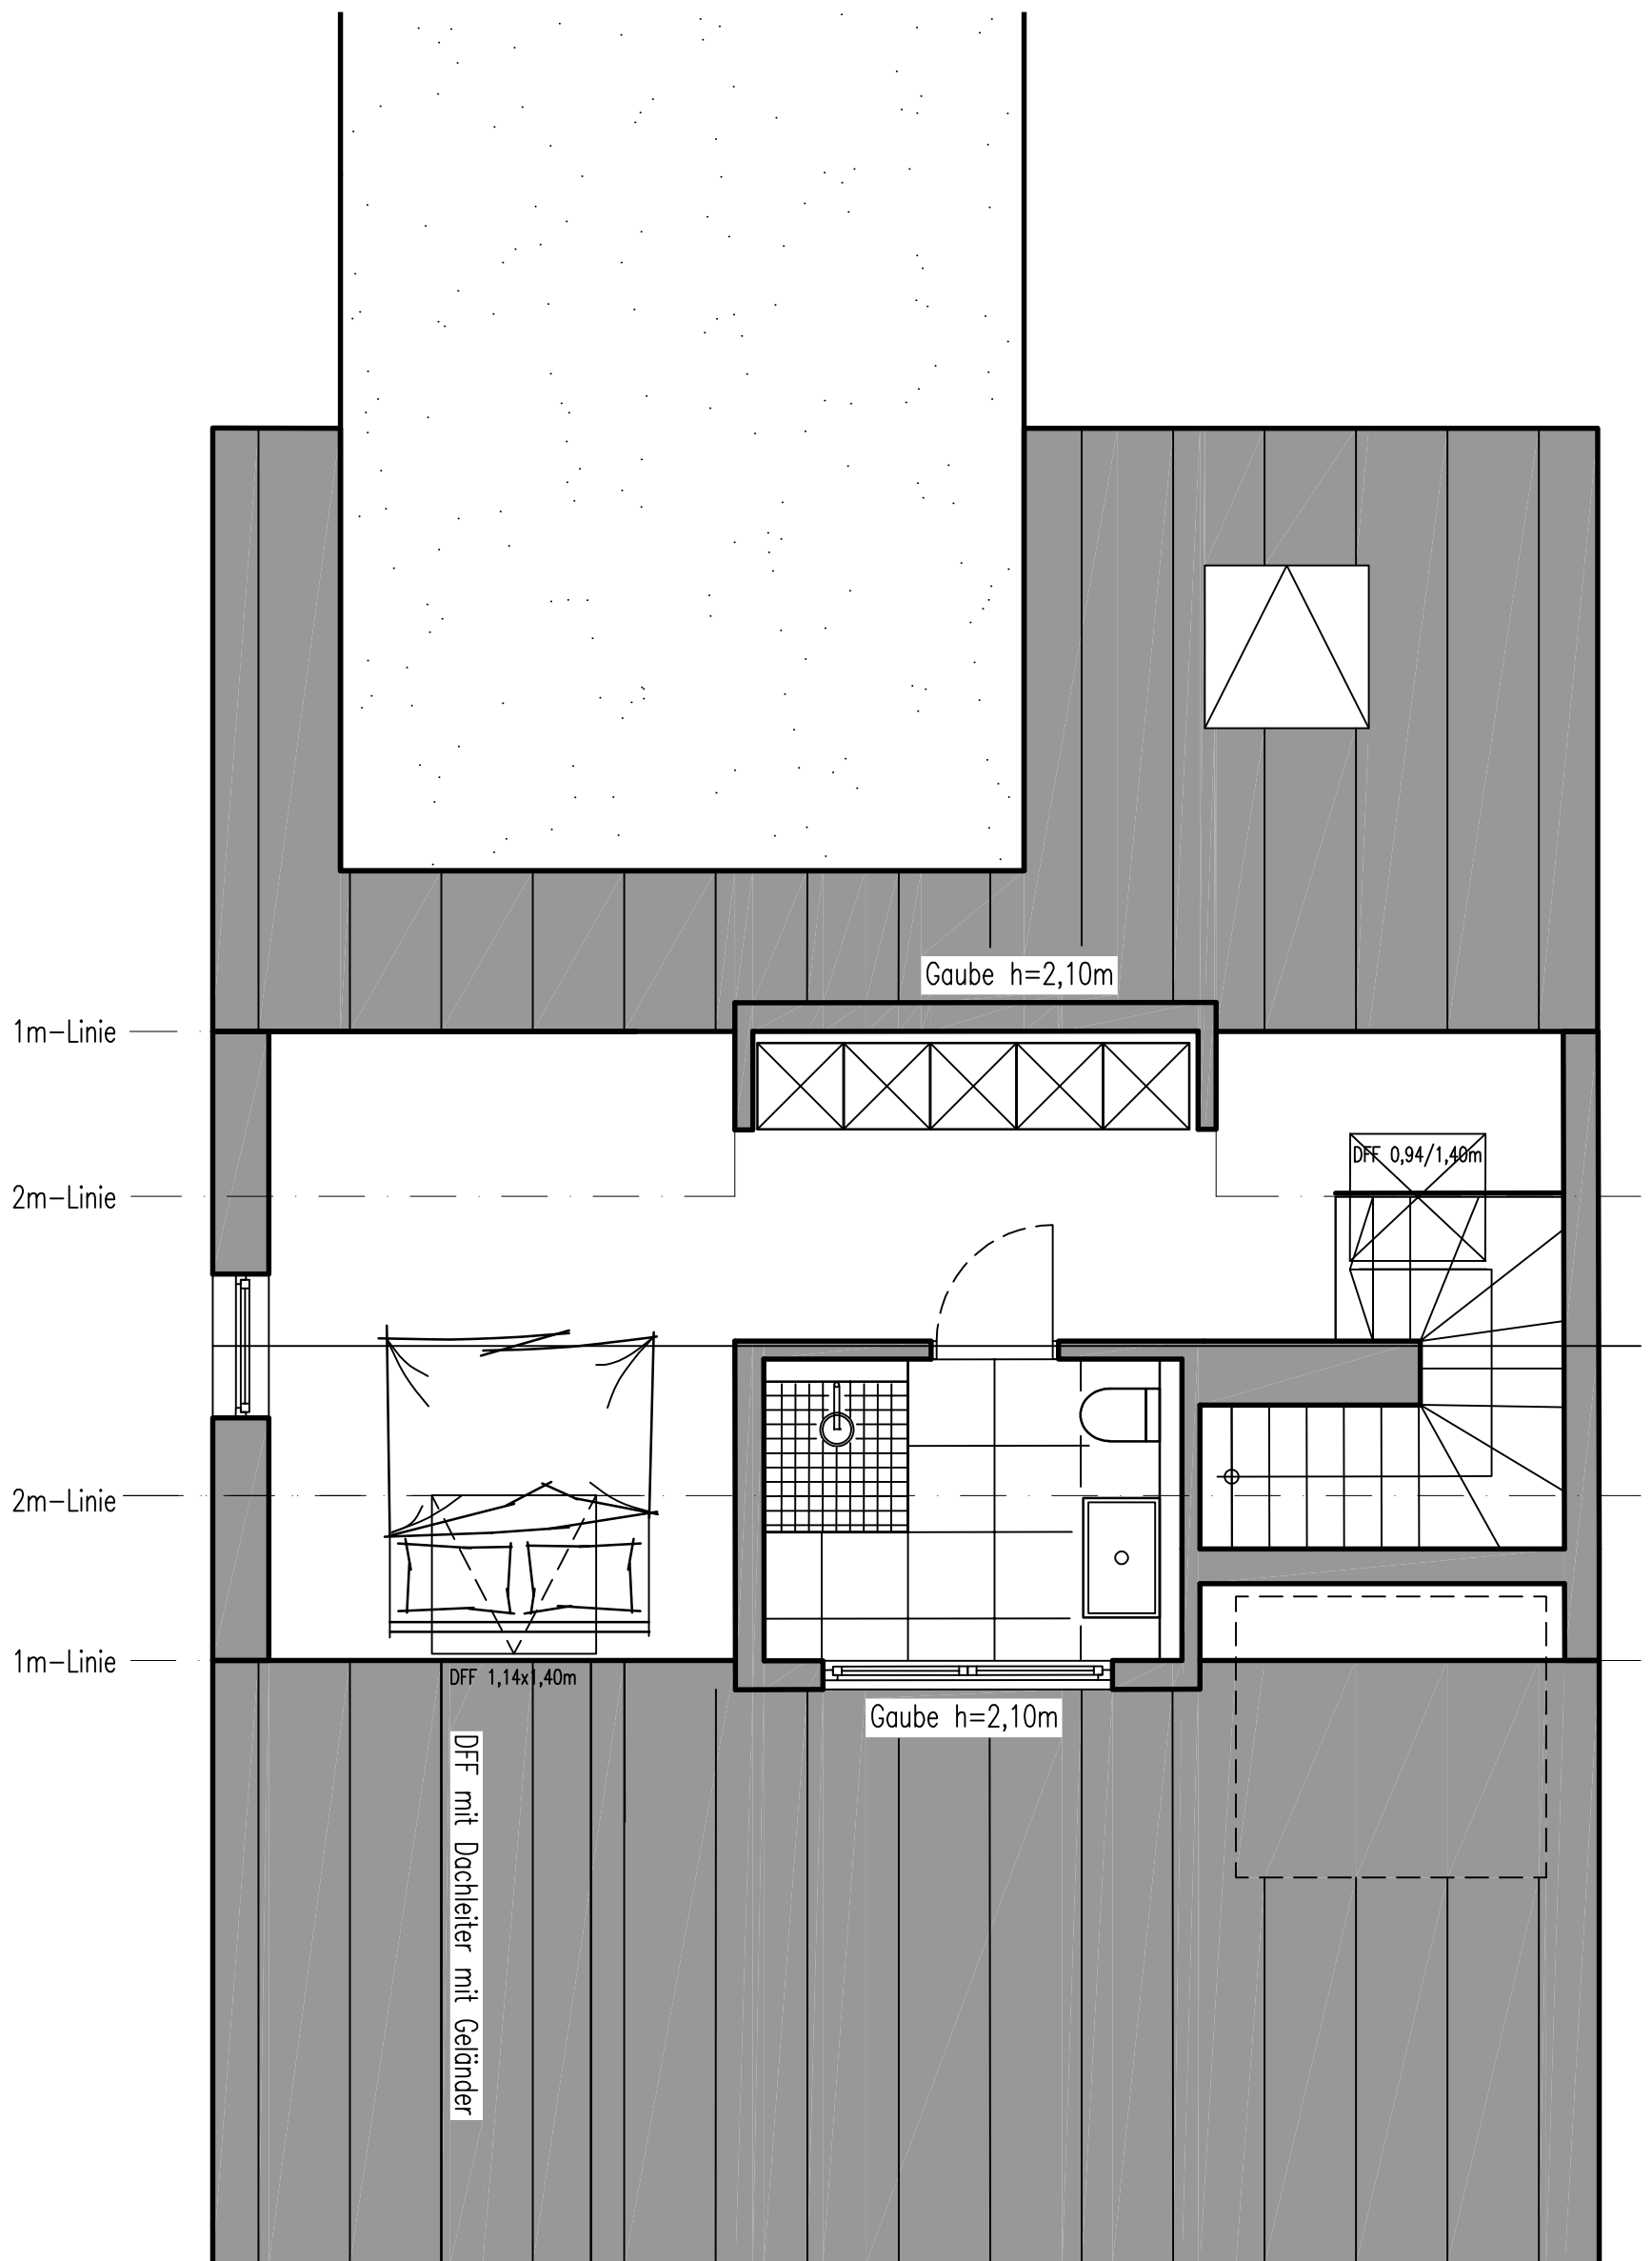 Gaube h=2,10m
1m-Linie
2m-Linie
DFF 0,94/1,40m
2m-Linie
1m-Linie
DFF 1,14x1,40m
Gaube h=2,10m
DFF mit Dachleiter mit Geländer